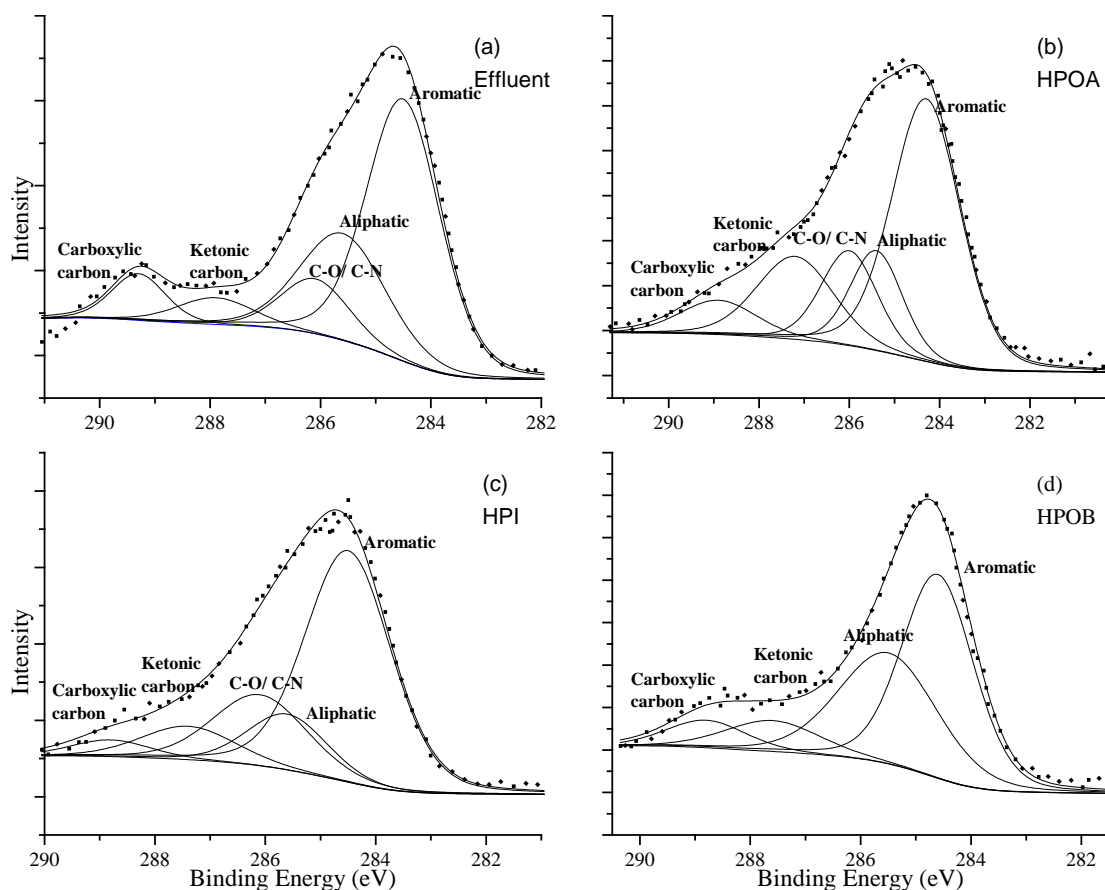 (a)
Effluent
Aromatic
Aliphatic
C-O/ C-N
Ketonic
carbon
Carboxylic
carbon
Intensity
290
288
286
284
282
(b)
HPOA
Aromatic
Aliphatic
C-O/ C-N
Ketonic
carbon
Carboxylic
carbon
290
288
286
284
282
(c)
HPI
Aromatic
Aliphatic
C-O/ C-N
Ketonic
carbon
Carboxylic
carbon
Intensity
290
288
286
284
282
Binding Energy (eV)
(d)
HPOB
Aromatic
Aliphatic
Ketonic
carbon
Carboxylic
carbon
290
288
286
284
282
Binding Energy (eV)